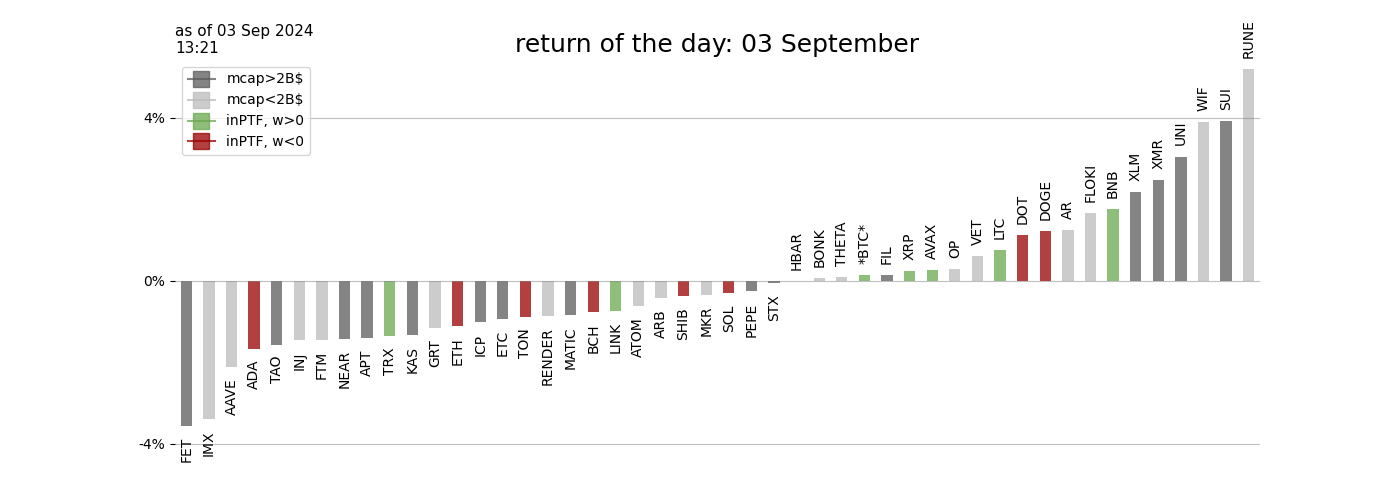 as of 03 Sep 2024
13:21
return of the day: 03 September
mcap>2B$
mcap<2B$
inPTF, w>0
inPTF, w<0
4%
0%
-4%
FET
IMX
AAVE
ADA
TAO
INJ
FTM
NEAR
APT
TRX
KAS
GRT
ETH
ICP
ETC
TON
RENDER
MATIC
BCH
LINK
ATOM
ARB
SHIB
MKR
SOL
PEPE
STX
HBAR
BONK
THETA
*BTC*
FIL
XRP
AVAX
OP
VET
LTC
DOT
DOGE
AR
FLOKI
BNB
XLM
XMR
UNI
WIF
SUI
RUNE